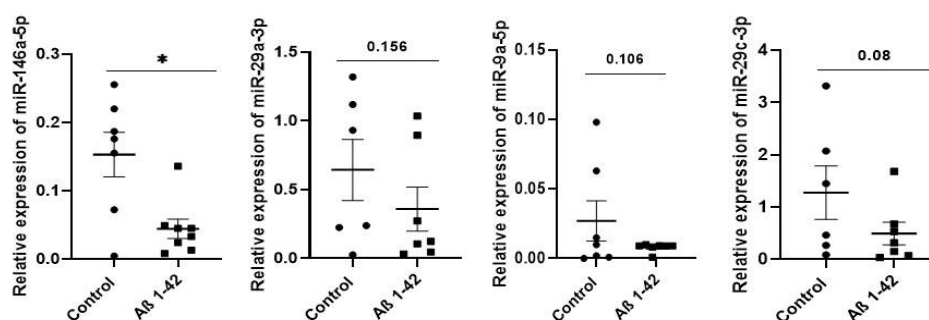 Relative expression of miR-146a-5p
0.3
0.2
0.1
0.0
*
Control
Aß 1-42
Relative expression of miR-29a-3p
1.5
1.0
0.5
0.0
0.156
Control
Aß 1-42
Relative expression of miR-9a-5p
0.15
0.10
0.05
0.00
0.106
Control
Aß 1-42
Relative expression of miR-29c-3p
4
3
2
1
0
0.08
Control
Aß 1-42